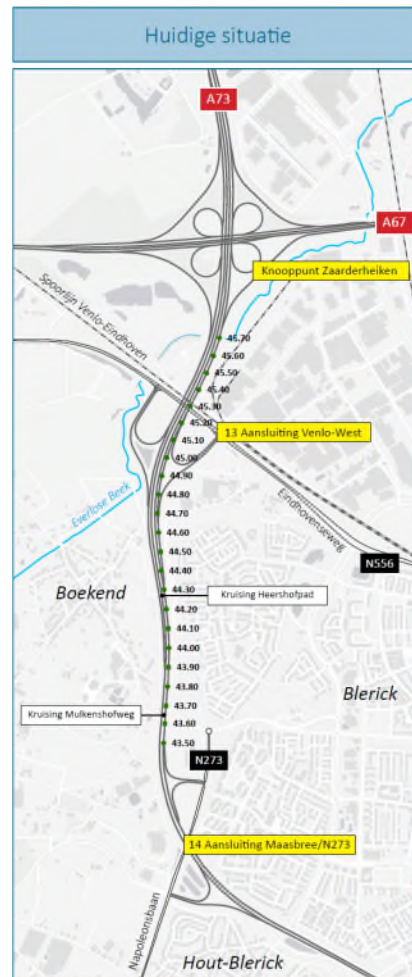 Huidige situatie
A73
A67
Knooppunt Zaarderheiken
Spoorlijn Venlo-Eindhoven
45.70
45.60
45.50
45.40
45.30
45.20
13 Aansluiting Venlo-West
45.10
45.00
44.90
44.80
44.70
44.60
44.50
44.40
44.30
Everlose Beek
Eindhovenseweg
N556
Boekend
Kruising Heershofpad
44.20
44.10
44.00
43.90
43.80
43.70
43.60
43.50
Blerick
Kruising Mulkenshofweg
N273
14 Aansluiting Maasbree/N273
Napoleonsbaan
Hout-Blerick